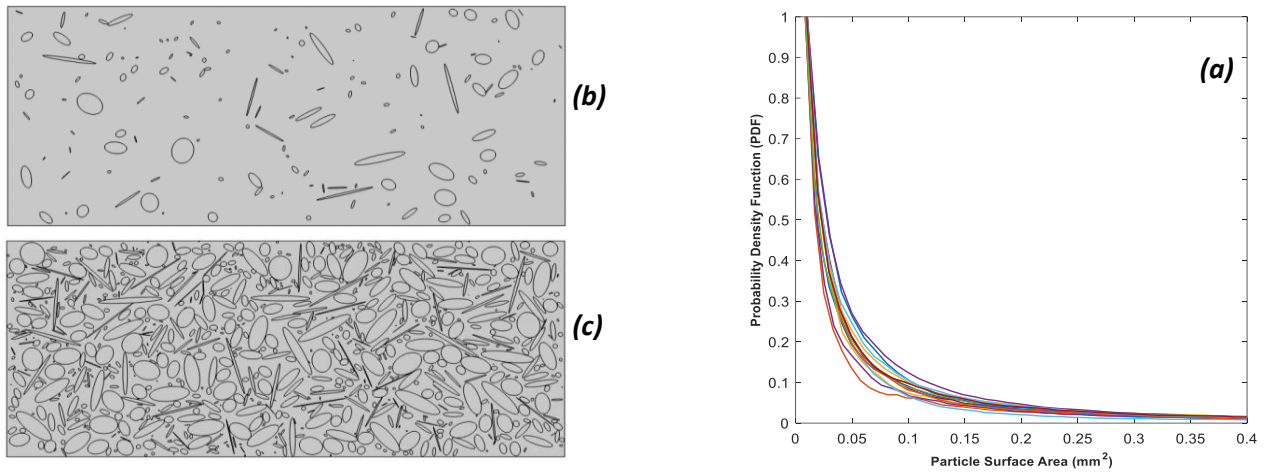 (b)
(c)
(a)
Probability Density Function (PDF)
1
0.9
0.8
0.7
0.6
0.5
0.4
0.3
0.2
0.1
0
0 0.05 0.1 0.15 0.2 0.25 0.3 0.35 0.4
Particle Surface Area (mm²)